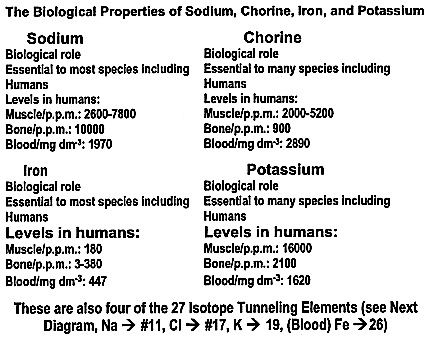 The Biological Properties of Sodium, Chorine, Iron, and Potassium
Sodium
Biological role
Essential to most species including
Humans
Levels in humans:
Muscle/p.p.m.: 2600-7800
Bone/p.p.m.: 10000
Blood/mg dm-³: 1970
Chorine
Biological role
Essential to many species including
Humans
Levels in humans:
Muscle/p.p.m.: 2000-5200
Bone/p.p.m.: 900
Blood/mg dm-³: 2890
Iron
Biological role
Essential to most species including
Humans
Levels in humans:
Muscle/p.p.m.: 180
Bone/p.p.m.: 3-380
Blood/mg dm-³: 447
Potassium
Biological role
Essential to many species including
Humans
Levels in humans:
Muscle/p.p.m.: 16000
Bone/p.p.m.: 2100
Blood/mg dm-³: 1620
These are also four of the 27 Isotope Tunneling Elements (see Next
Diagram, Na → #11, Cl → #17, K → 19, (Blood) Fe →26)